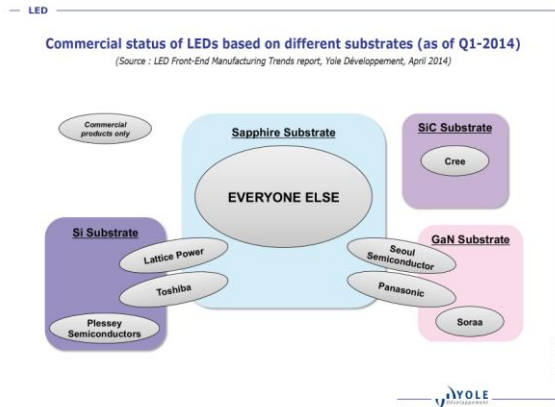 LED
Commercial status of LEDs based on different substrates (as of Q1-2014)
(Source : LED Front-End Manufacturing Trends report, Yole Développement, April 2014)
Commercial
products only
Sapphire Substrate
EVERYONE ELSE
SiC Substrate
Cree
Si Substrate
Lattice Power
Toshiba
Plessey
Semiconductors
GaN Substrate
Seoul
Semiconductor
Panasonic
Soraa
YOLE
Développement